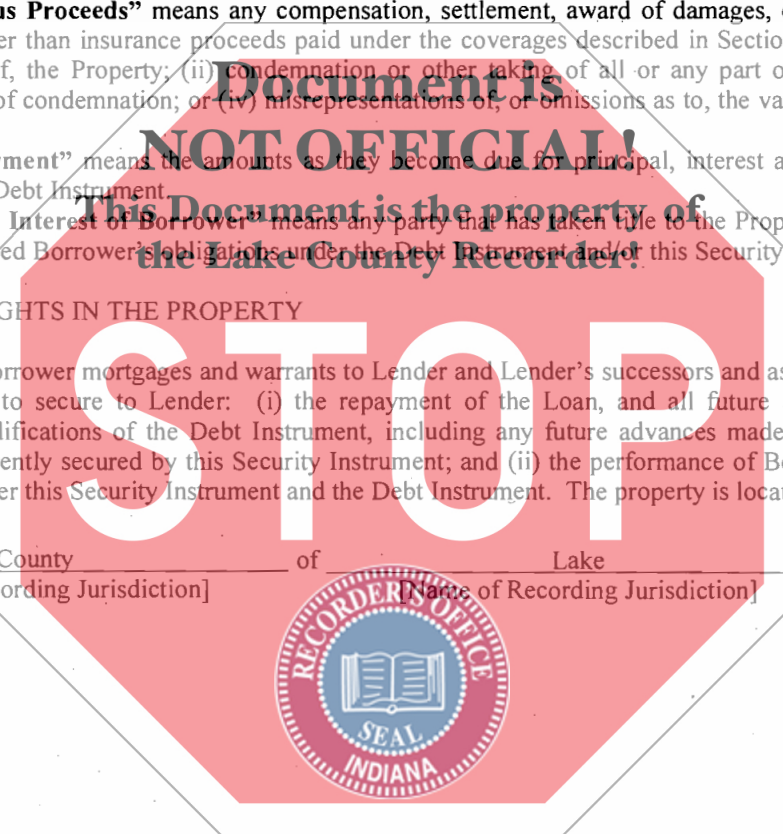 us Proceeds” means any compensation, settlement, award of damages,
er than insurance proceeds paid under the coverages described in Sectio
f, the Property; (ii) condemnation or other taking of all or any part o
of condemnation; or (iv) misrepresentations of, or omissions as to, the va
Document is
NOT OFFICIAL!
ment” means the amounts as they become due for principal, interest a
Debt Instrument.
This Document is the property of
Interest of Borrower” means any party that has taken title to the Prop
ed Borrower’s obligations under the Debt Instrument and/or this Security
the Lake County Recorder!
GHTS IN THE PROPERTY
STOP
orrower mortgages and warrants to Lender and Lender’s successors and as
to secure to Lender: (i) the repayment of the Loan, and all future
lifications of the Debt Instrument, including any future advances made
ently secured by this Security Instrument; and (ii) the performance of Bo
er this Security Instrument and the Debt Instrument. The property is locat
County of Lake
ording Jurisdiction] [Name of Recording Jurisdiction]
RECORDER'S OFFICE
SEAL
INDIANA